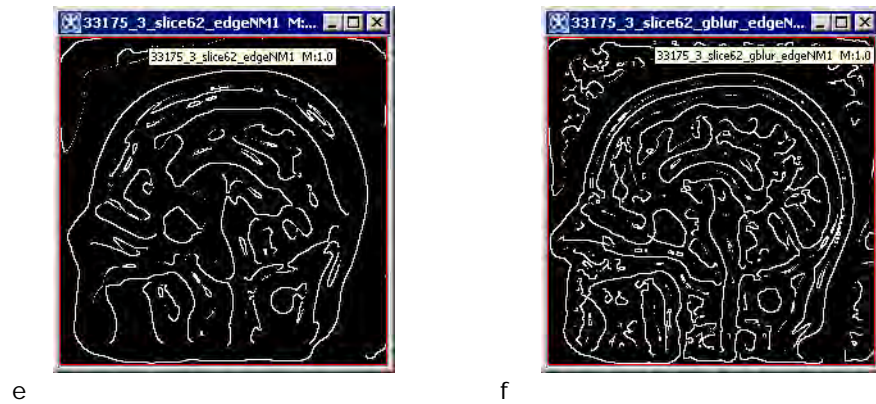 33175_3_slice62_edgeNM1 M:...
33175_3_slice62_edgeNM1 M:1.0
e
33175_3_slice62_gblur_edgeN...
33175_3_slice62_gblur_edgeNM1 M:1.0
f